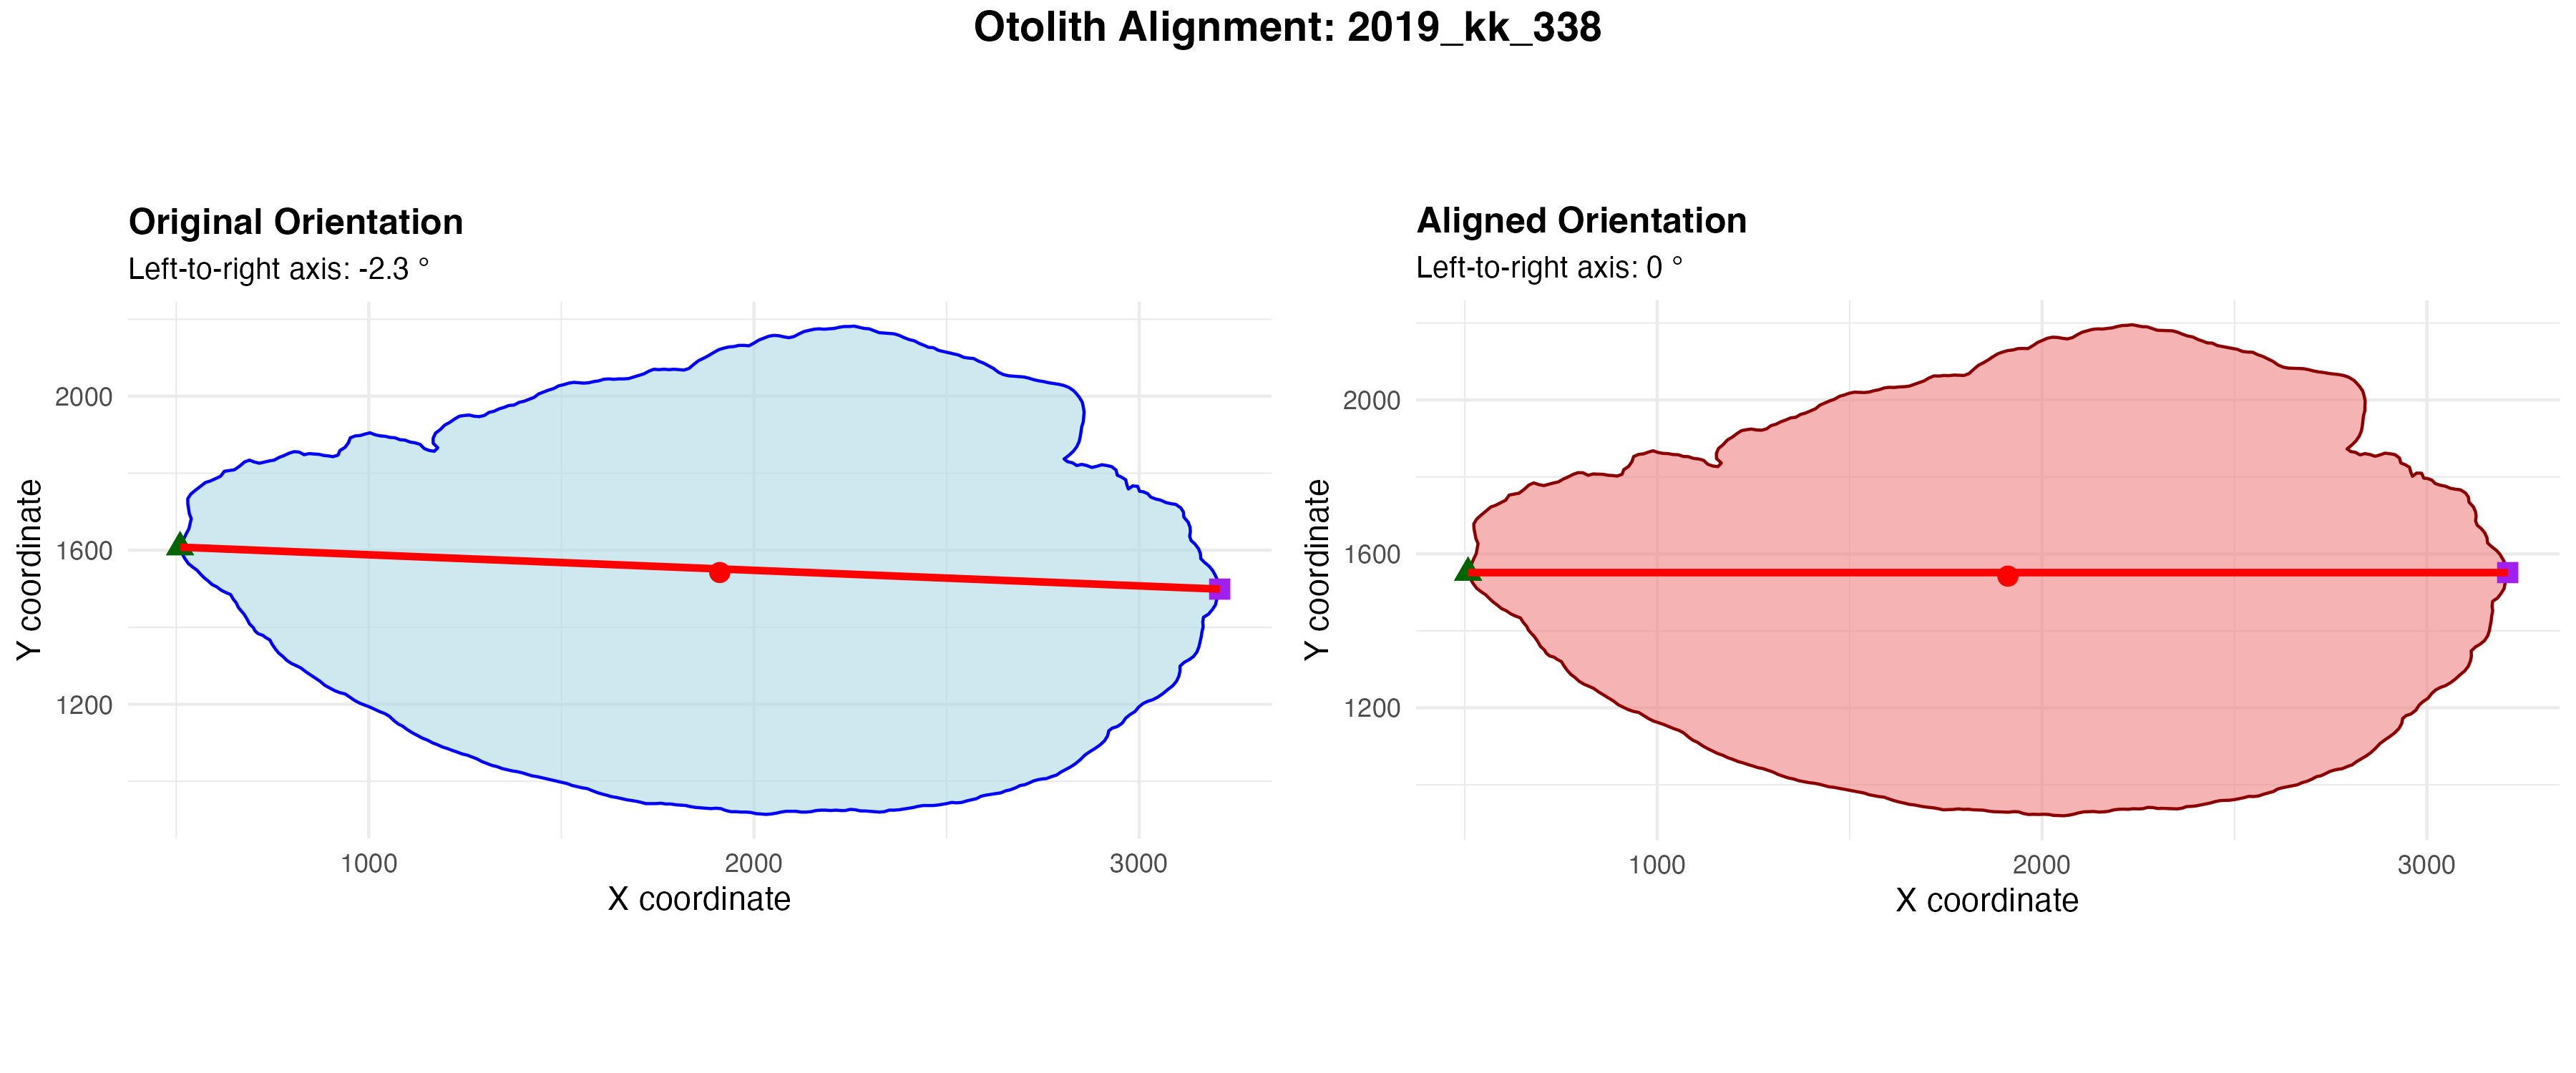 Otolith Alignment: 2019_kk_338
Original Orientation
Left-to-right axis: -2.3 °
Y coordinate
2000
1600
1200
1000
2000
3000
X coordinate
Aligned Orientation
Left-to-right axis: 0 °
Y coordinate
2000
1600
1200
1000
2000
3000
X coordinate